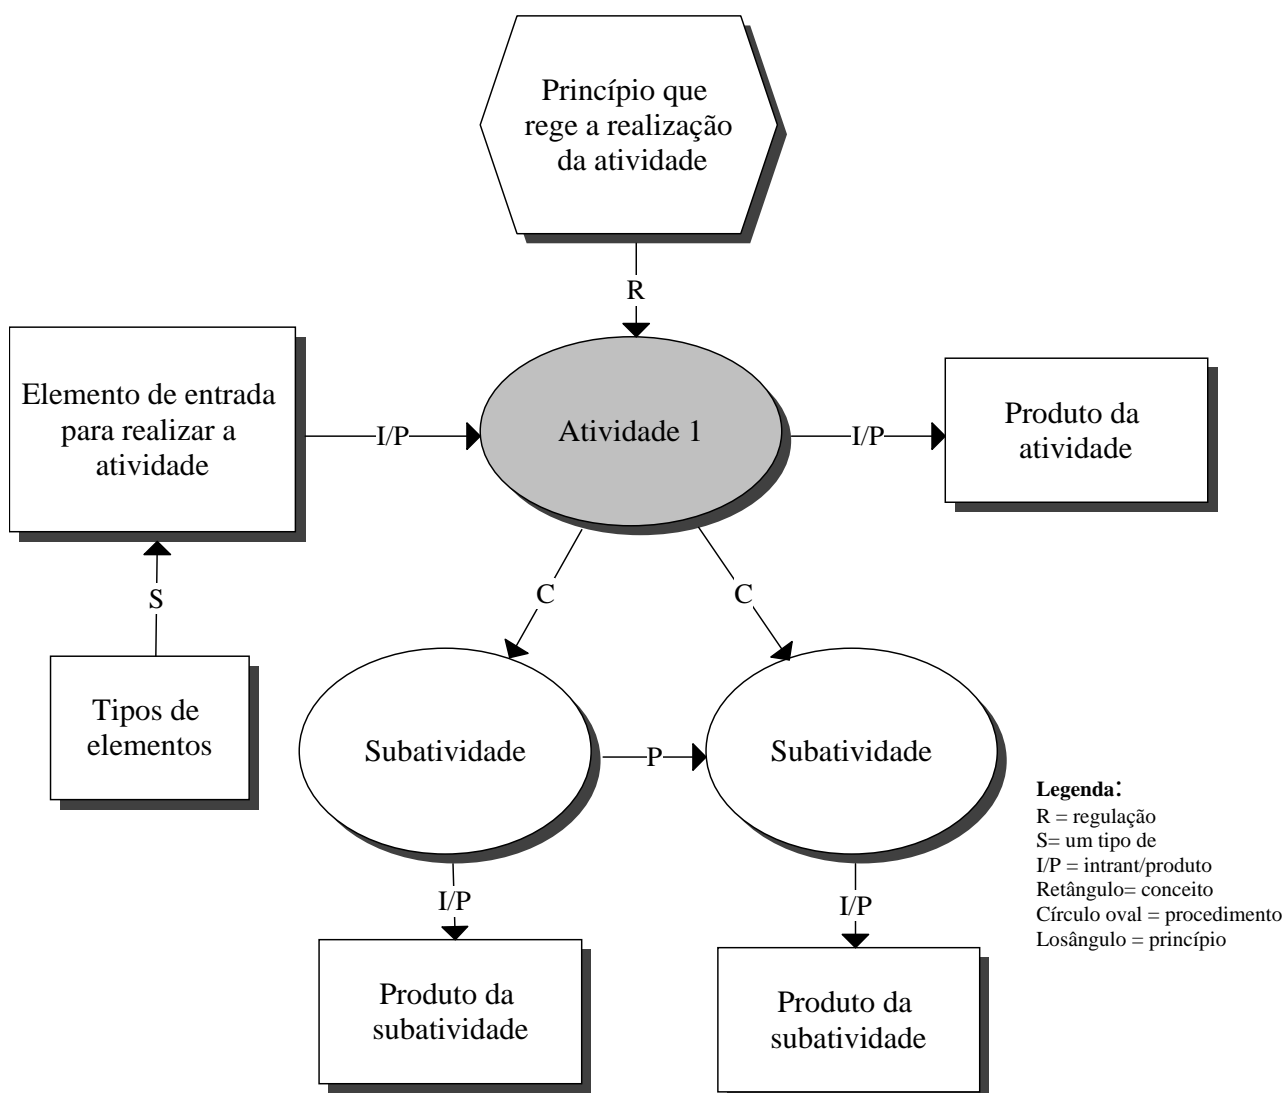 Princípio que
rege a realização
da atividade
R
Elemento de entrada
para realizar a
atividade
I/P
Atividade 1
I/P
Produto da
atividade
S
C
C
Tipos de
elementos
Subatividade
P
Subatividade
Legenda:
R = regulação
S= um tipo de
I/P = intrant/produto
Retângulo= conceito
Círculo oval = procedimento
Losângulo = princípio
I/P
I/P
Produto da
subatividade
Produto da
subatividade